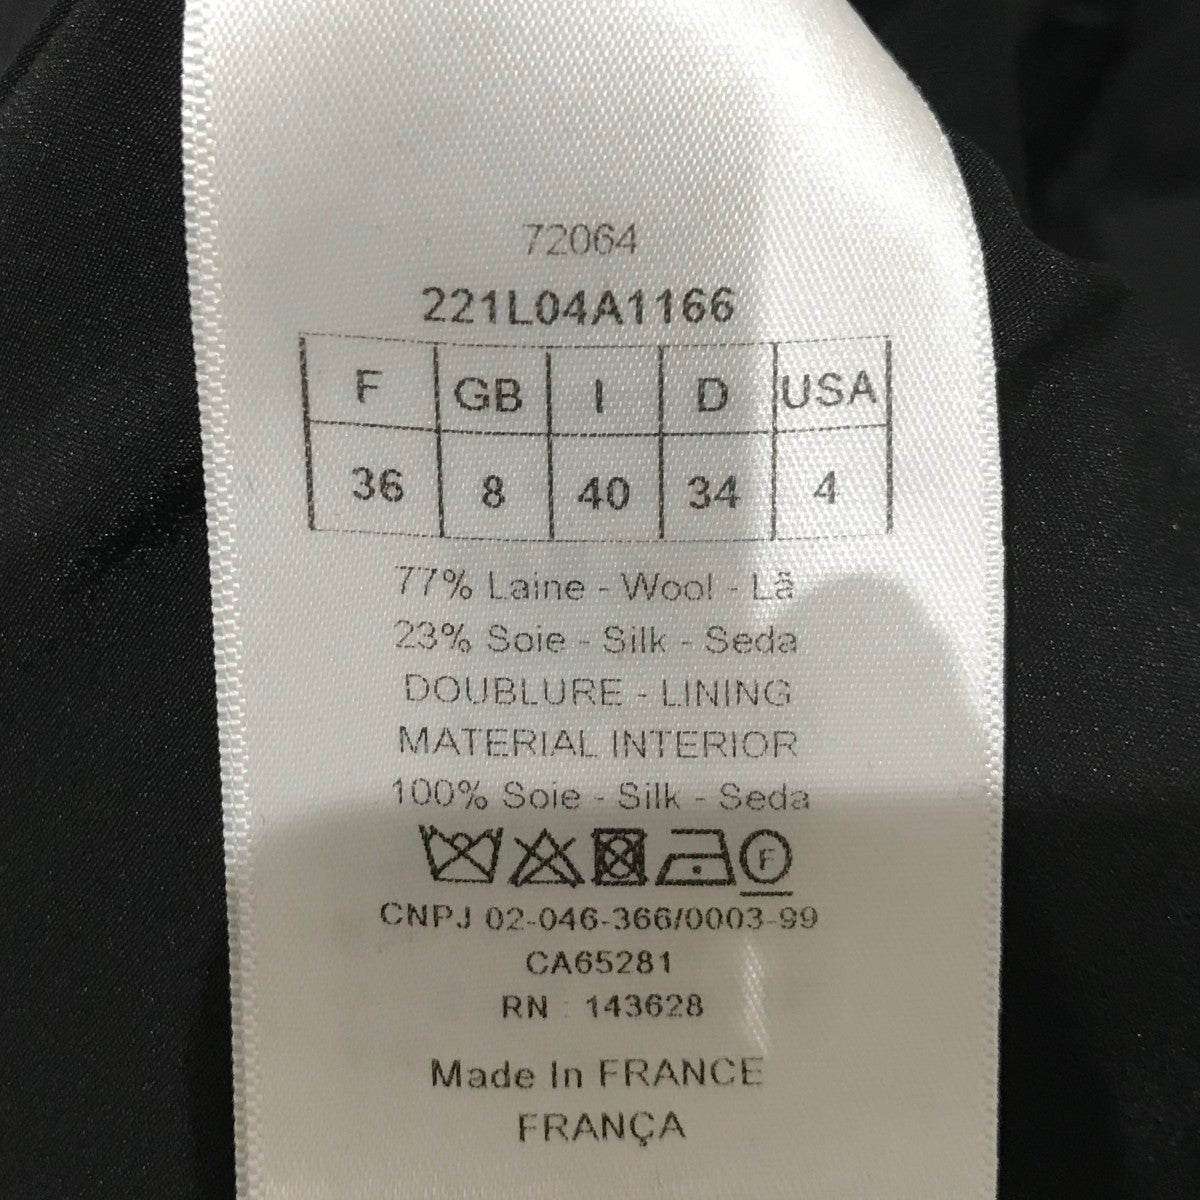 72064
221L04A1166
F GB I D USA
36 8 40 34 4
77% Laine - Wool - Lã
23% Soie - Silk - Seda
DOUBLURE - LINING
MATERIAL INTERIOR
100% Soie - Silk - Seda
F
CNPJ 02-046-366/0003-99
CA65281
RN : 143628
Made In FRANCE
FRANÇA